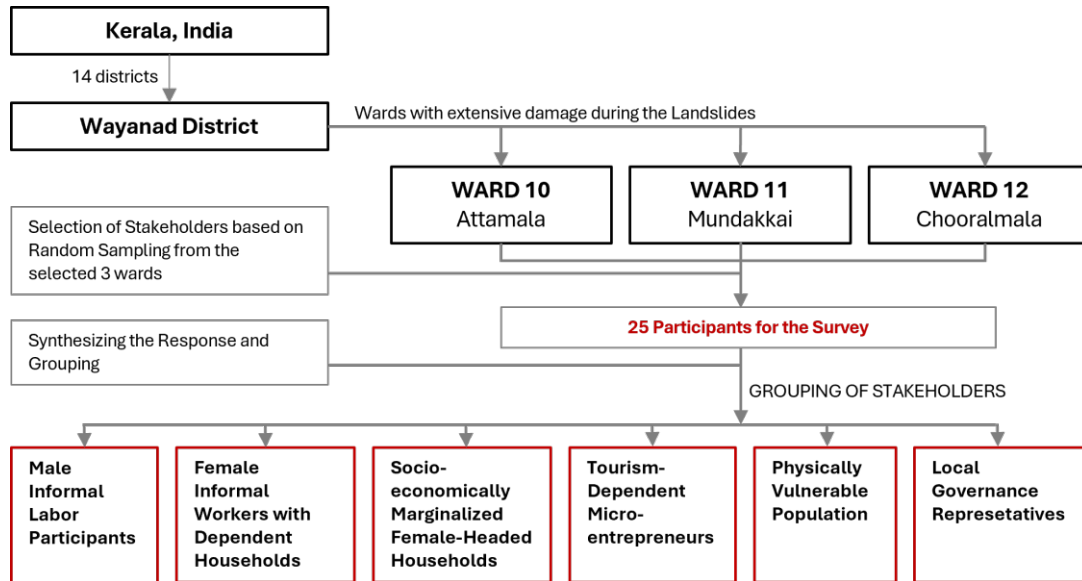 Kerala, India
14 districts
Wayanad District
Wards with extensive damage during the Landslides
WARD 10
Attamala
WARD 11
Mundakkai
WARD 12
Chooralmala
Selection of Stakeholders based on
Random Sampling from the
selected 3 wards
25 Participants for the Survey
Synthesizing the Response and
Grouping
GROUPING OF STAKEHOLDERS
Male
Informal
Labor
Participants
Female
Informal
Workers with
Dependent
Households
Socio-
economically
Marginalized
Female-Headed
Households
Tourism-
Dependent
Micro-
entrepreneurs
Physically
Vulnerable
Population
Local
Governance
Represetatives